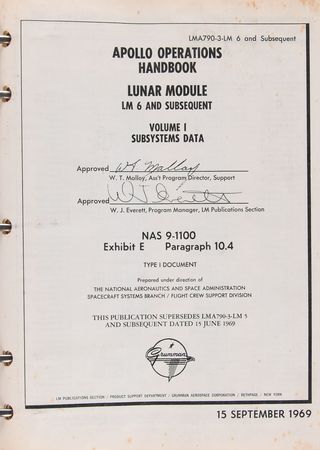 LMA790-3-LM 6 and Subsequent
APOLLO OPERATIONS
HANDBOOK
LUNAR MODULE
LM 6 AND SUBSEQUENT
VOLUME I
SUBSYSTEMS DATA
Approved W. T. Malloy
W. T. Malloy, Ass't Program Director, Support
Approved W J Everett
W. J. Everett, Program Manager, LM Publications Section
NAS 9-1100
Exhibit E Paragraph 10.4
TYPE I DOCUMENT
Prepared under direction of
THE NATIONAL AERONAUTICS AND SPACE ADMINISTRATION
SPACECRAFT SYSTEMS BRANCH / FLIGHT CREW SUPPORT DIVISION
THIS PUBLICATION SUPERSEDES LMA790-3-LM 5
AND SUBSEQUENT DATED 15 JUNE 1969
Grumman
LM PUBLICATIONS SECTION / PRODUCT SUPPORT DEPARTMENT / GRUMMAN AEROSPACE CORPORATION / BETHPAGE / NEW YORK
15 SEPTEMBER 1969